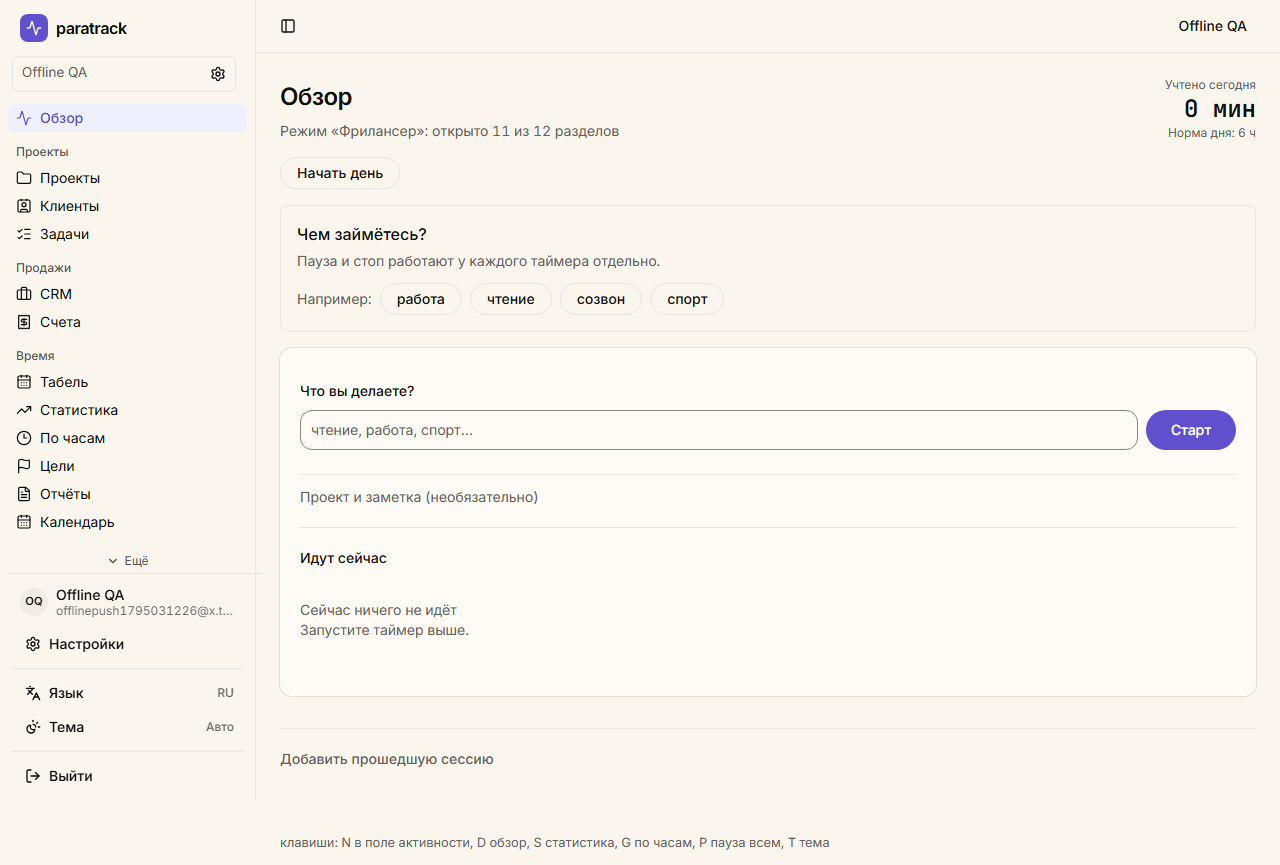 paratrack
Offline QA
Обзор
Проекты
Проекты
Клиенты
Задачи
Продажи
CRM
Счета
Время
Табель
Статистика
По часам
Цели
Отчёты
Календарь
Ещё
OQ
Offline QA
offlinepush1795031226@x.t...
Настройки
Язык RU
Тема Авто
Выйти
Offline QA
Обзор
Режим «Фрилансер»: открыто 11 из 12 разделов
Учтено сегодня
0 мин
Норма дня: 6 ч
Начать день
Чем займётесь?
Пауза и стоп работают у каждого таймера отдельно.
Например: работа чтение созвон спорт
Что вы делаете?
чтение, работа, спорт... Старт
Проект и заметка (необязательно)
Идут сейчас
Сейчас ничего не идёт
Запустите таймер выше.
Добавить прошедшую сессию
клавиши: N в поле активности, D обзор, S статистика, G по часам, P пауза всем, T тема